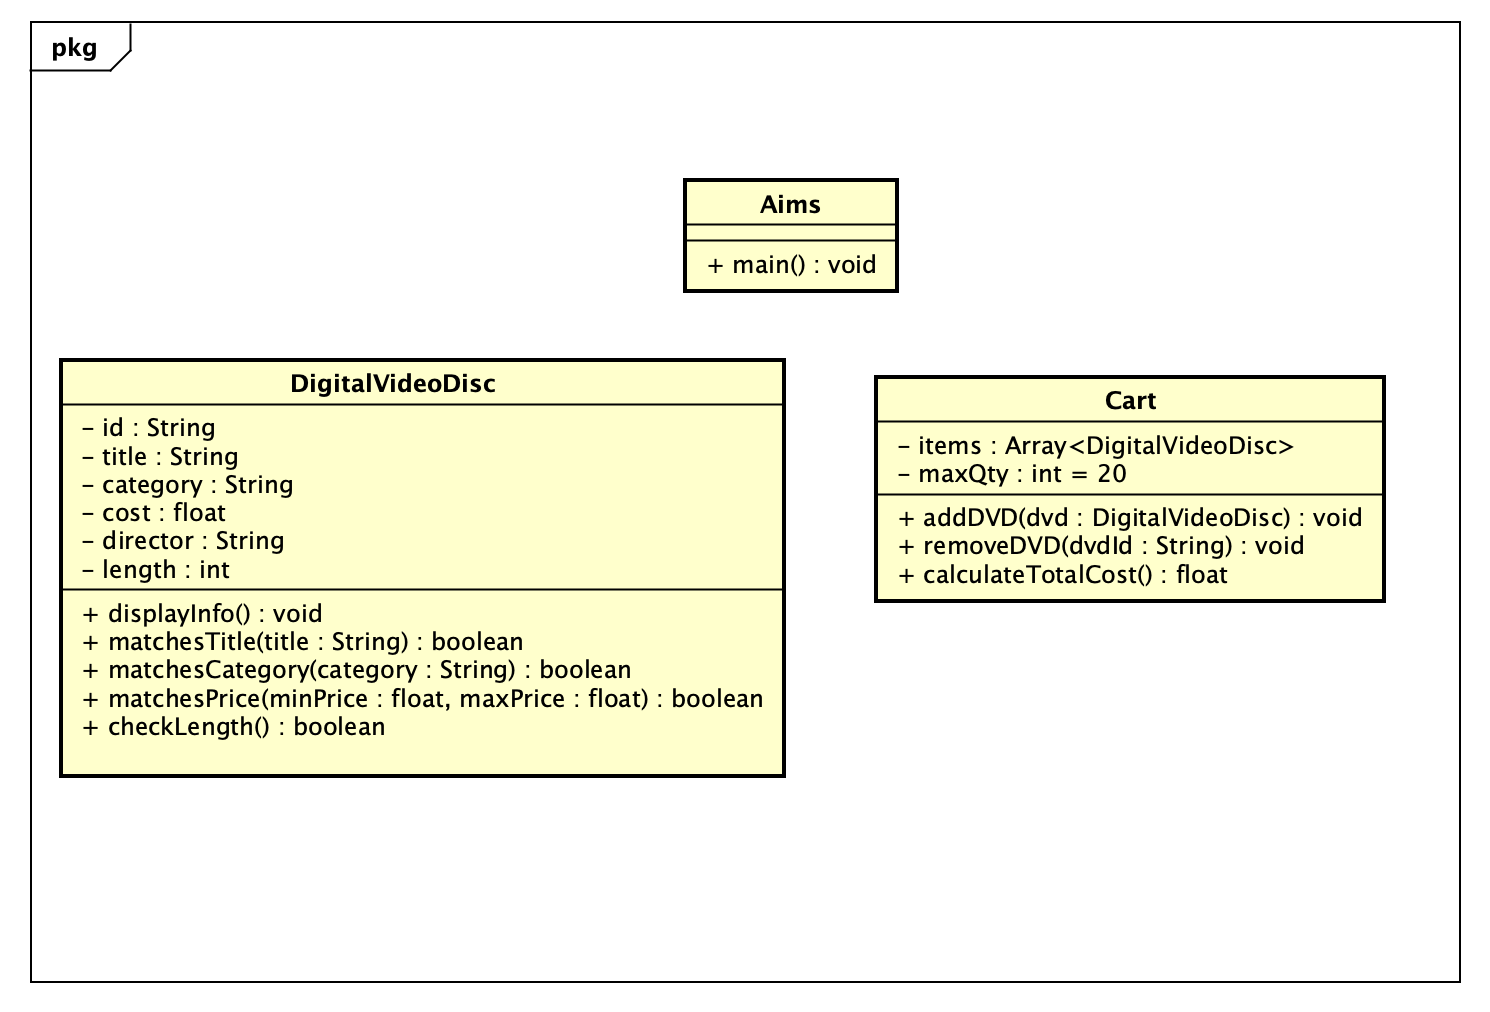 pkg
Aims
+ main() : void
DigitalVideoDisc
- id : String
- title : String
- category : String
- cost : float
- director : String
- length : int
+ displayInfo() : void
+ matchesTitle(title : String) : boolean
+ matchesCategory(category : String) : boolean
+ matchesPrice(minPrice : float, maxPrice : float) : boolean
+ checkLength() : boolean
Cart
- items : Array<DigitalVideoDisc>
- maxQty : int = 20
+ addDVD(dvd : DigitalVideoDisc) : void
+ removeDVD(dvdId : String) : void
+ calculateTotalCost() : float